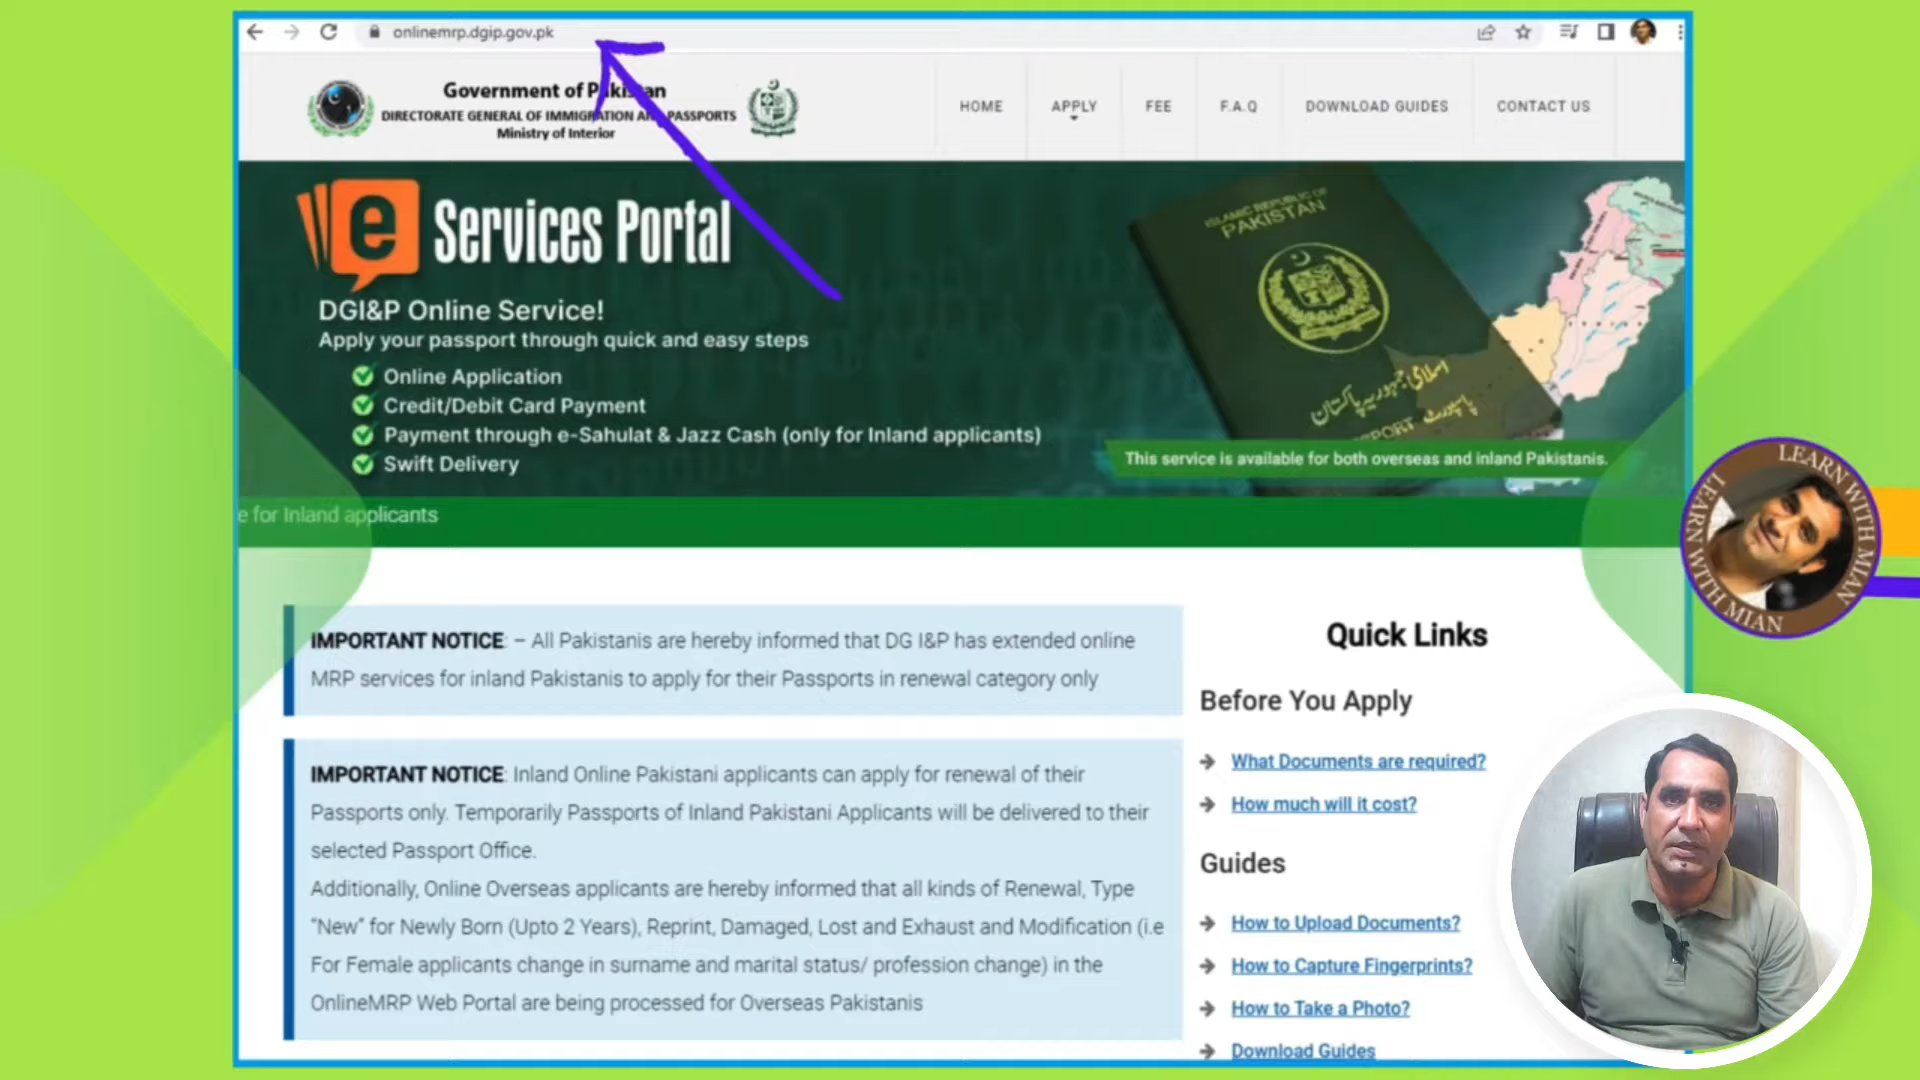 onlinemrp.dgip.gov.pk
Government of Pakistan
DIRECTORATE GENERAL OF IMMIGRATION AND PASSPORTS
Ministry of Interior
HOME
APPLY
FEE
F.A.Q
DOWNLOAD GUIDES
CONTACT US
e Services Portal
DGI&P Online Service!
Apply your passport through quick and easy steps
Online Application
Credit/Debit Card Payment
Payment through e-Sahulat & Jazz Cash (only for Inland applicants)
Swift Delivery
ISLAMIC REPUBLIC OF
PAKISTAN
اسلامی جمہوریہ پاکستان
پاسپورٹ
This service is available for both overseas and inland Pakistanis.
e for Inland applicants
LEARN WITH MIAN
LEARN WITH MIAN
IMPORTANT NOTICE: – All Pakistanis are hereby informed that DG I&P has extended online
MRP services for inland Pakistanis to apply for their Passports in renewal category only
IMPORTANT NOTICE: Inland Online Pakistani applicants can apply for renewal of their
Passports only. Temporarily Passports of Inland Pakistani Applicants will be delivered to their
selected Passport Office.
Additionally, Online Overseas applicants are hereby informed that all kinds of Renewal, Type
“New” for Newly Born (Upto 2 Years), Reprint, Damaged, Lost and Exhaust and Modification (i.e
For Female applicants change in surname and marital status/ profession change) in the
OnlineMRP Web Portal are being processed for Overseas Pakistanis
Quick Links
Before You Apply
What Documents are required?
How much will it cost?
Guides
How to Upload Documents?
How to Capture Fingerprints?
How to Take a Photo?
Download Guides